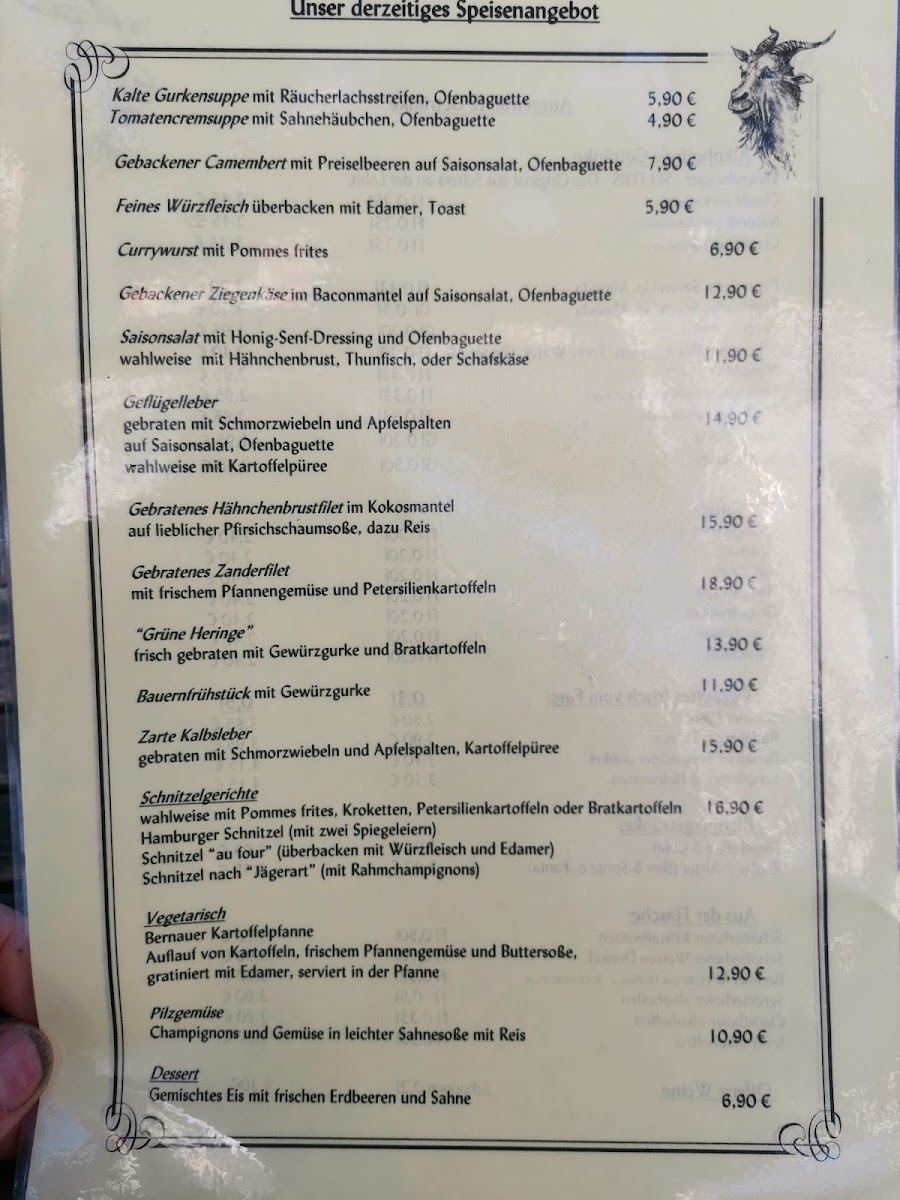 Unser derzeitiges Speisenangebot
Kalte Gurkensuppe mit Räucherlachsstreifen, Ofenbaguette 5,90 €
Tomatencremsuppe mit Sahnehäubchen, Ofenbaguette 4,90 €
Gebackener Camembert mit Preiselbeeren auf Saisonsalat, Ofenbaguette 7,90 €
Feines Würzfleisch überbacken mit Edamer, Toast 5,90 €
Currywurst mit Pommes frites 6,90 €
Gebackener Ziegenkäse im Baconmantel auf Saisonsalat, Ofenbaguette 12,90 €
Saisonsalat mit Honig-Senf-Dressing und Ofenbaguette
wahlweise mit Hähnchenbrust, Thunfisch, oder Schafskäse 11,90 €
Geflügelleber
gebraten mit Schmorzwiebeln und Apfelspalten 14,90 €
auf Saisonsalat, Ofenbaguette
wahlweise mit Kartoffelpüree
Gebratenes Hähnchenbrustfilet im Kokosmantel
auf lieblicher Pfirsichschaumsoße, dazu Reis 15,90 €
Gebratenes Zanderfilet
mit frischem Pfannengemüse und Petersilienkartoffeln 18,90 €
"Grüne Heringe"
frisch gebraten mit Gewürzgurke und Bratkartoffeln 13,90 €
Bauernfrühstück mit Gewürzgurke 11,90 €
Zarte Kalbsleber
gebraten mit Schmorzwiebeln und Apfelspalten, Kartoffelpüree 15,90 €
Schnitzelgerichte
wahlweise mit Pommes frites, Kroketten, Petersilienkartoffeln oder Bratkartoffeln 16,90 €
Hamburger Schnitzel (mit zwei Spiegeleiern)
Schnitzel "au four" (überbacken mit Würzfleisch und Edamer)
Schnitzel nach "Jägerart" (mit Rahmchampignons)
Vegetarisch
Bernauer Kartoffelpfanne
Auflauf von Kartoffeln, frischem Pfannengemüse und Buttersoße,
gratiniert mit Edamer, serviert in der Pfanne 12,90 €
Pilzgemüse
Champignons und Gemüse in leichter Sahnesoße mit Reis 10,90 €
Dessert
Gemischtes Eis mit frischen Erdbeeren und Sahne 6,90 €